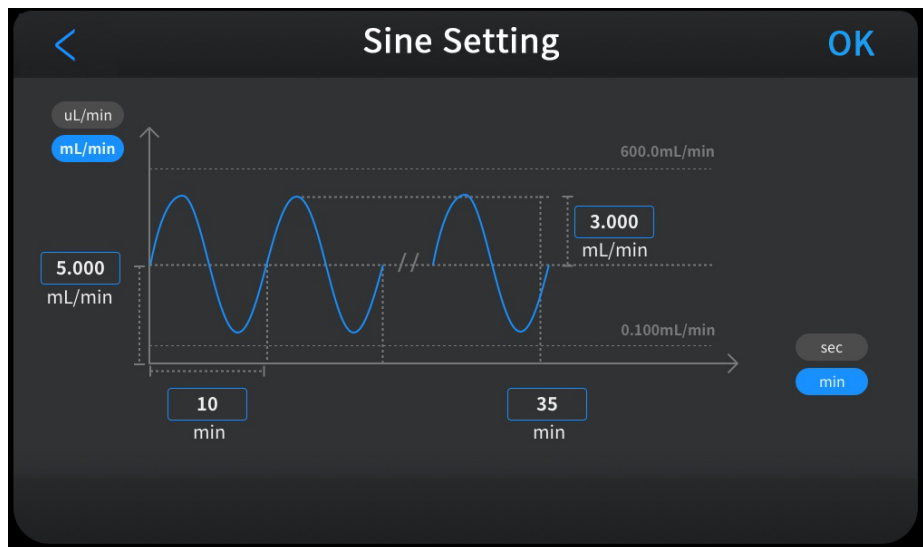 Sine Setting
OK
uL/min
mL/min
600.0mL/min
3.000
mL/min
5.000
mL/min
0.100mL/min
sec
min
10
min
35
min